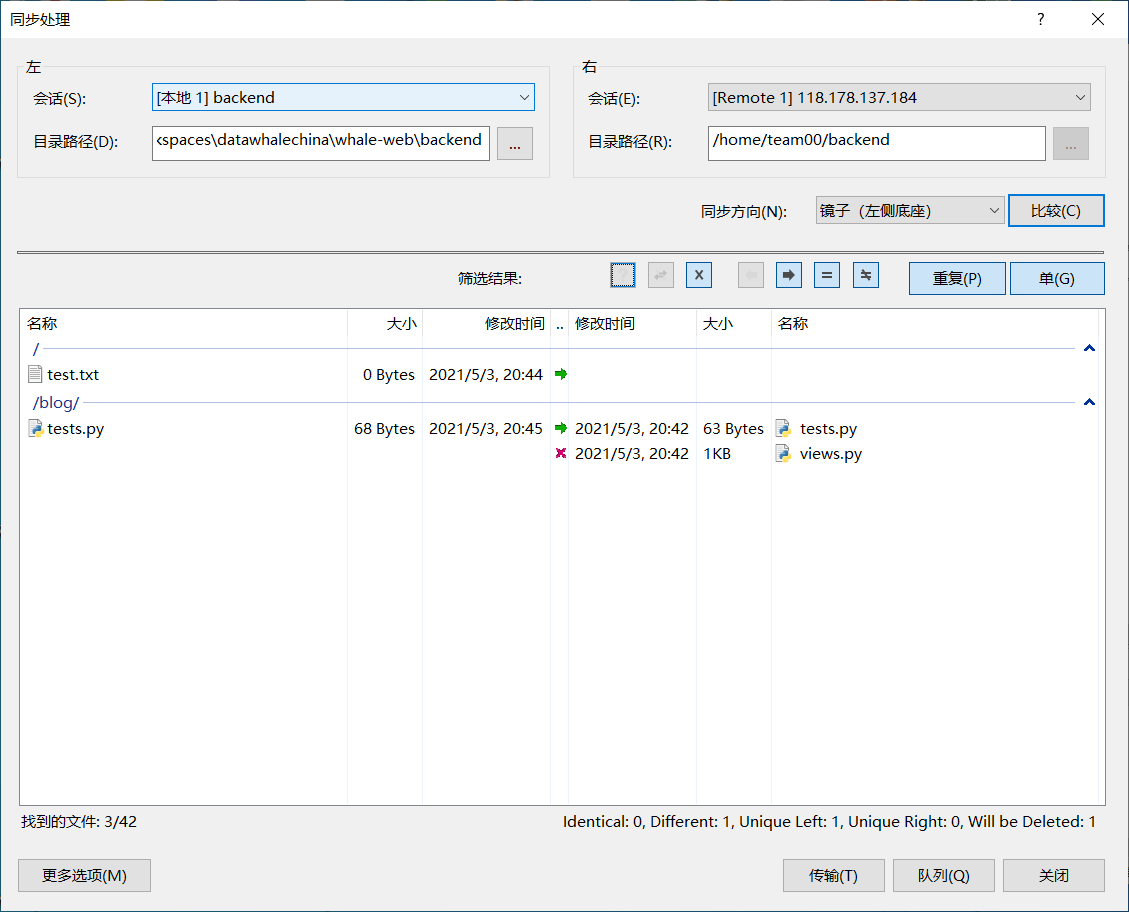 同步处理
?
左
会话(S):
[本地 1] backend
目录路径(D):
‹spaces\datawhalechina\whale-web\backend
...
右
会话(E):
[Remote 1] 118.178.137.184
目录路径(R):
/home/team00/backend
...
同步方向(N):
镜子（左侧底座）
比较(C)
筛选结果:
重复(P)
单(G)
名称 大小 修改时间 .. 修改时间 大小 名称
/
test.txt 0 Bytes 2021/5/3, 20:44
/blog/
tests.py 68 Bytes 2021/5/3, 20:45 2021/5/3, 20:42 63 Bytes tests.py
2021/5/3, 20:42 1KB views.py
找到的文件: 3/42
Identical: 0, Different: 1, Unique Left: 1, Unique Right: 0, Will be Deleted: 1
更多选项(M)
传输(T)
队列(Q)
关闭